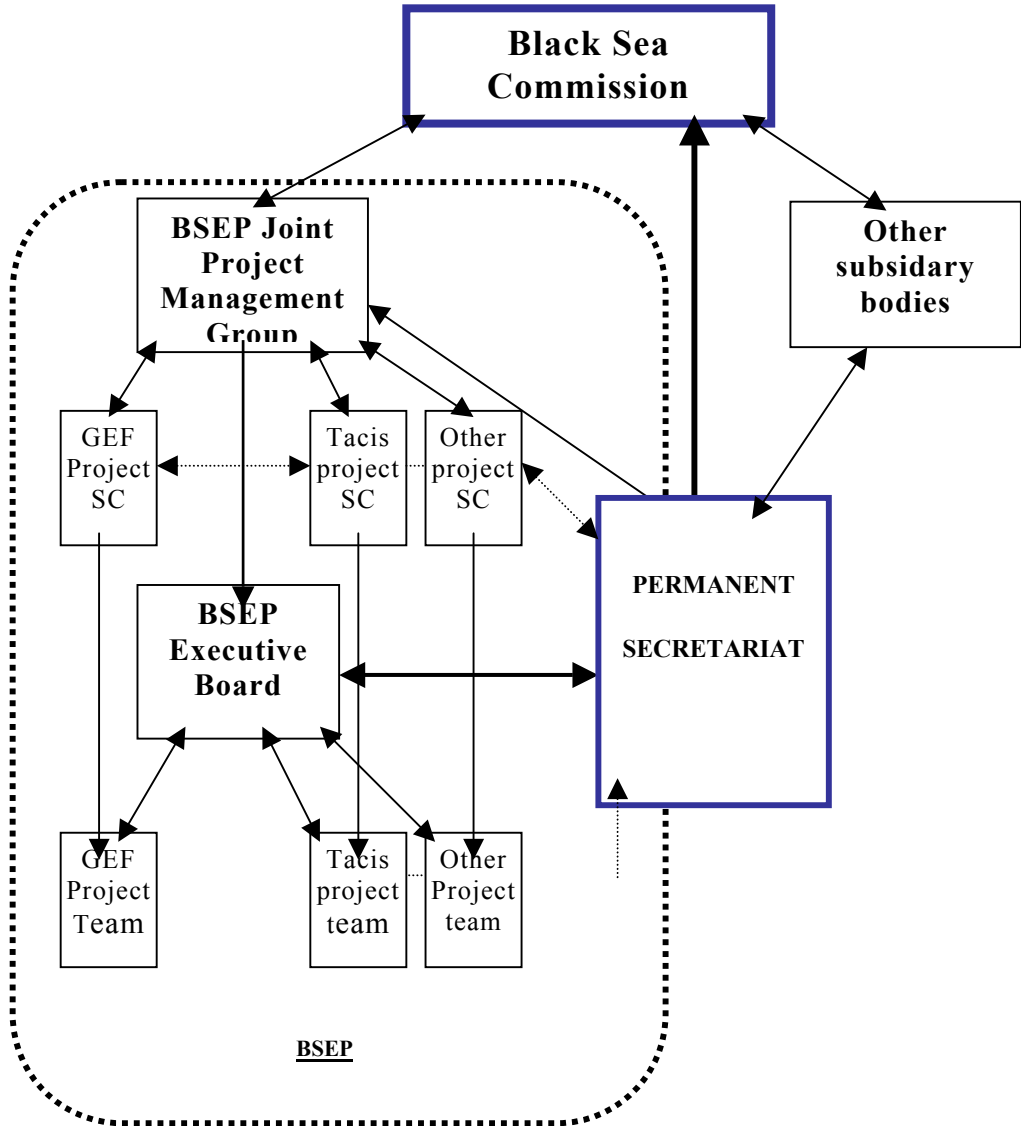 Black Sea
Commission
BSEP Joint
Project
Management
Group
Other
subsidary
bodies
GEF
Project
SC
Tacis
project
SC
Other
project
SC
PERMANENT
SECRETARIAT
BSEP
Executive
Board
GEF
Project
Team
Tacis
project
team
Other
Project
team
BSEP